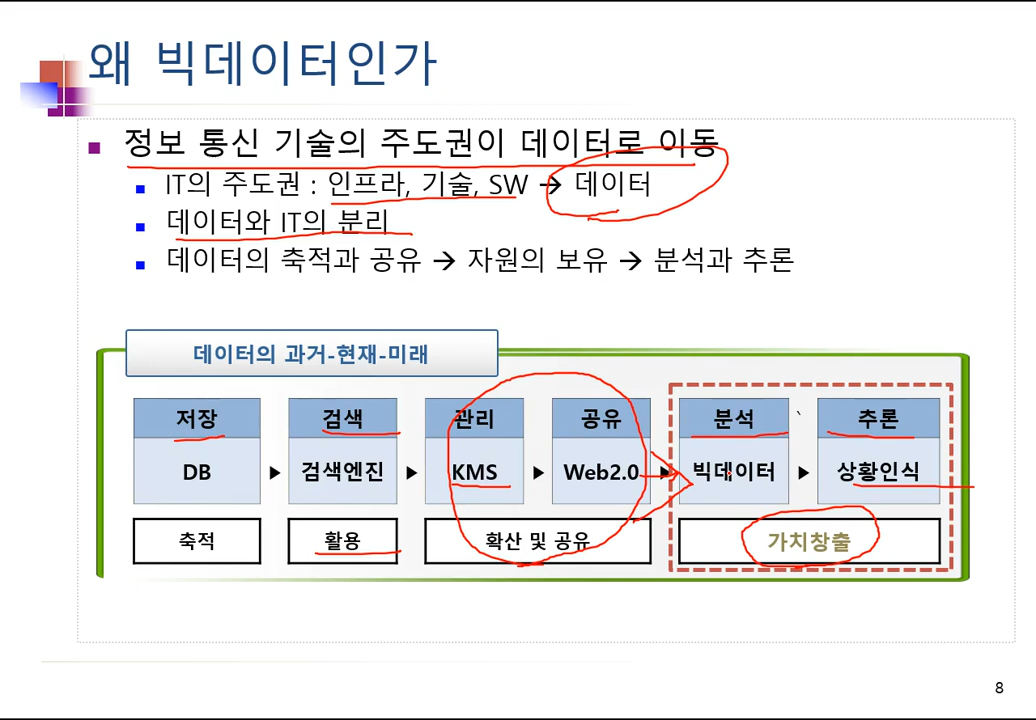 왜 빅데이터인가
정보 통신 기술의 주도권이 데이터로 이동
IT의 주도권 : 인프라, 기술, SW → 데이터
데이터와 IT의 분리
데이터의 축적과 공유 → 자원의 보유 → 분석과 추론
데이터의 과거-현재-미래
저장 검색 관리 공유 분석 추론
DB 검색엔진 KMS Web2.0 빅데이터 상황인식
축적 활용 확산 및 공유 가치창출
8